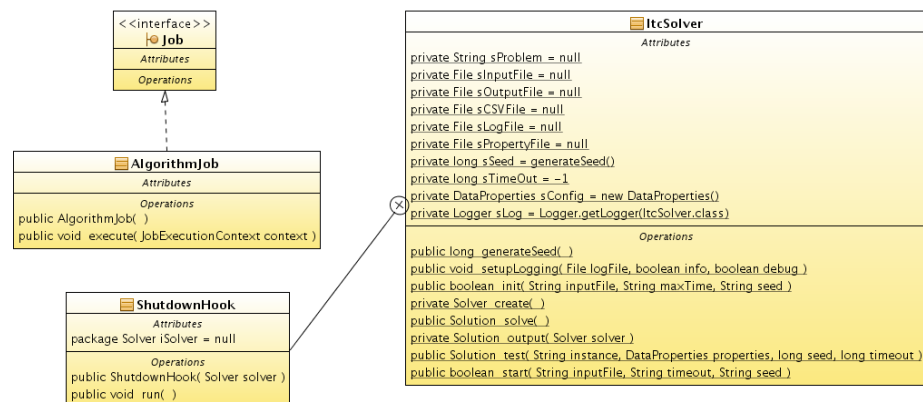 <<interface>>
Job
Attributes
Operations
AlgorithmJob
Attributes
Operations
public AlgorithmJob( )
public void execute( JobExecutionContext context )
ShutdownHook
Attributes
package Solver iSolver = null
Operations
public ShutdownHook( Solver solver )
public void run( )
ItcSolver
Attributes
private String sProblem = null
private File sInputFile = null
private File sOutputFile = null
private File sCSVFile = null
private File sLogFile = null
private File sPropertyFile = null
private long sSeed = generateSeed()
private long sTimeOut = -1
private DataProperties sConfig = new DataProperties()
private Logger sLog = Logger.getLogger(ItcSolver.class)
Operations
public long generateSeed( )
public void setupLogging( File logFile, boolean info, boolean debug )
public boolean init( String inputFile, String maxTime, String seed )
private Solver create( )
public Solution solve( )
private Solution output( Solver solver )
public Solution test( String instance, DataProperties properties, long seed, long timeout )
public boolean start( String inputFile, String timeout, String seed )